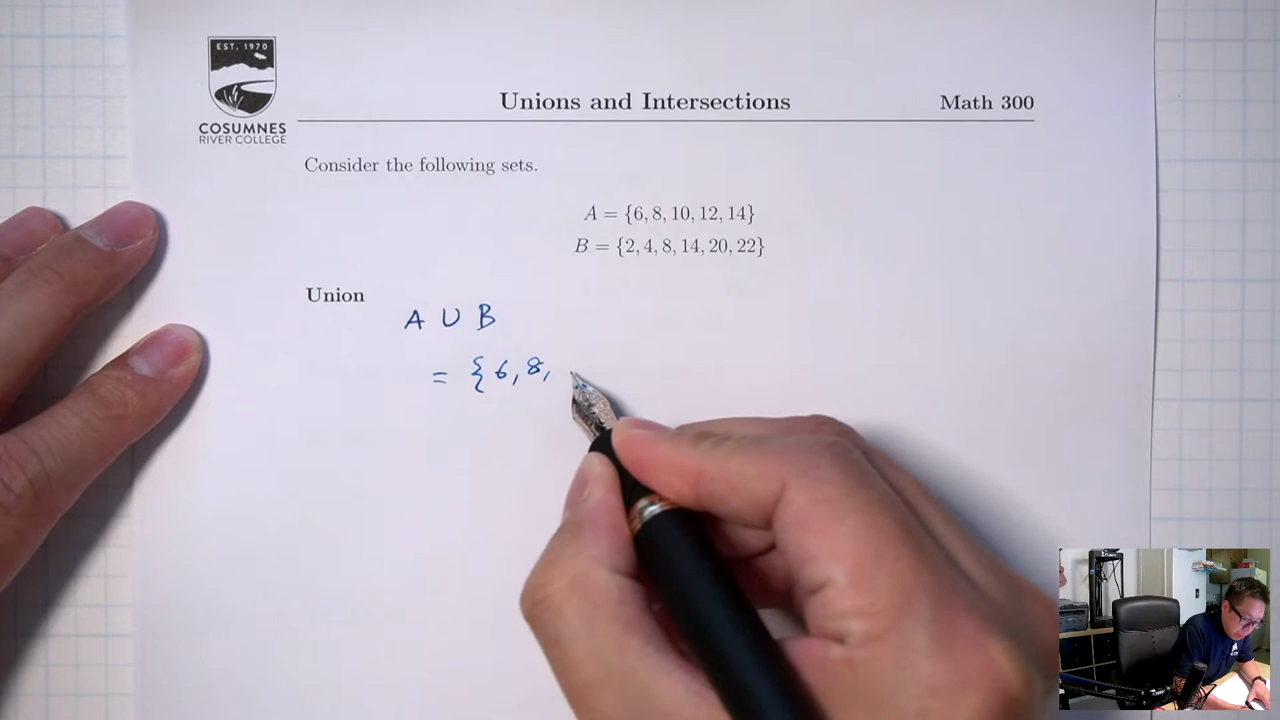 EST. 1970
COSUMNES
RIVER COLLEGE
Unions and Intersections
Math 300
Consider the following sets.
A = {6, 8, 10, 12, 14}
B = {2, 4, 8, 14, 20, 22}
Union
A ∪ B
= {6, 8,